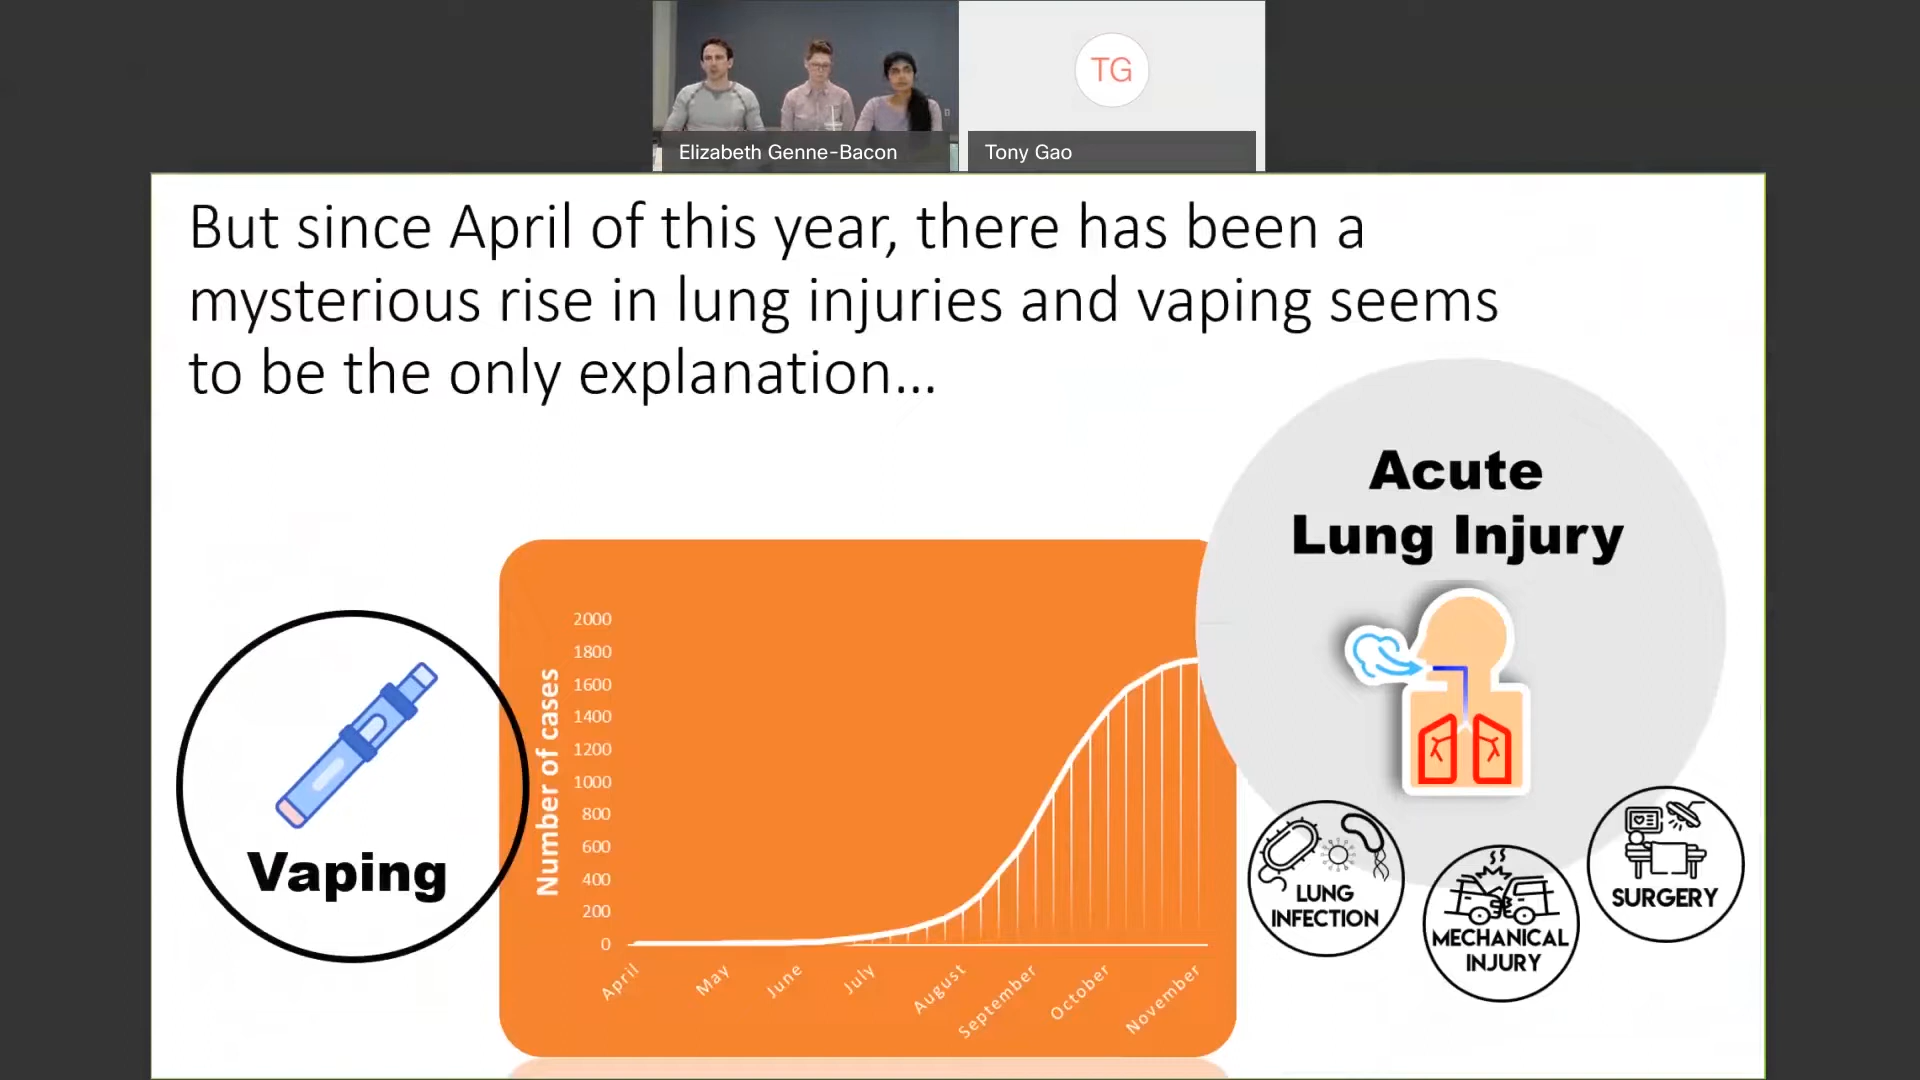 TG
Elizabeth Genne-Bacon
Tony Gao
But since April of this year, there has been a
mysterious rise in lung injuries and vaping seems
to be the only explanation...
Acute
Lung Injury
Vaping
Number of cases
2000
1800
1600
1400
1200
1000
800
600
400
200
0
April
May
June
July
August
September
October
November
LUNG
INFECTION
MECHANICAL
INJURY
SURGERY